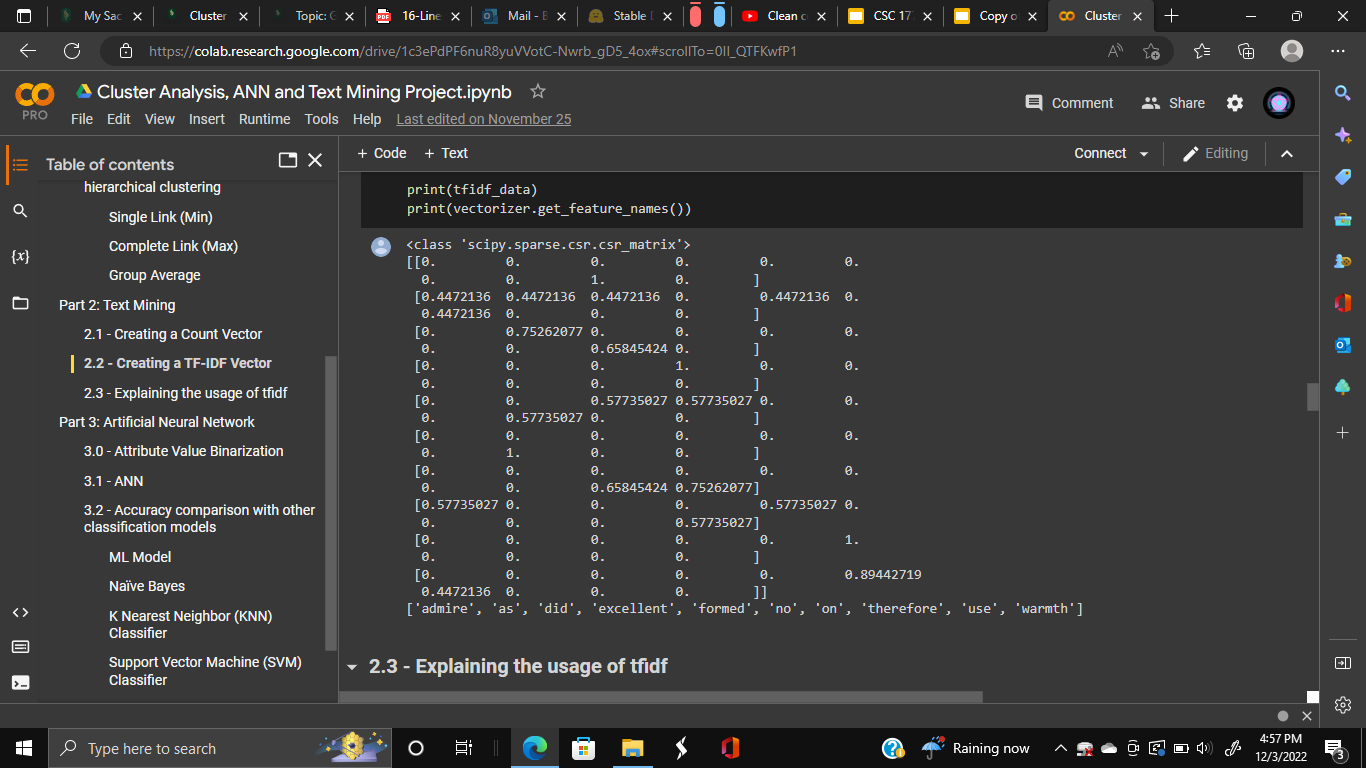 My Sac
Cluster
Topic: G
16-Line
Mail - E
Stable D
Clean c
CSC 177
Copy o
Cluster
https://colab.research.google.com/drive/1c3ePdPF6nuR8yuVVotC-Nwrb_gD5_4ox#scrollTo=0II_QTFKwfP1
PRO
Cluster Analysis, ANN and Text Mining Project.ipynb
File Edit View Insert Runtime Tools Help Last edited on November 25
Comment
Share
Table of contents
hierarchical clustering
Single Link (Min)
Complete Link (Max)
Group Average
Part 2: Text Mining
2.1 - Creating a Count Vector
2.2 - Creating a TF-IDF Vector
2.3 - Explaining the usage of tfidf
Part 3: Artificial Neural Network
3.0 - Attribute Value Binarization
3.1 - ANN
3.2 - Accuracy comparison with other
classification models
ML Model
Naïve Bayes
K Nearest Neighbor (KNN)
Classifier
Support Vector Machine (SVM)
Classifier
+ Code + Text
Connect
Editing
print(tfidf_data)
print(vectorizer.get_feature_names())
<class 'scipy.sparse.csr.csr_matrix'>
[[0. 0. 0. 0. 0. 0.
0. 0. 1. 0. ]
[0.4472136 0.4472136 0.4472136 0. 0.4472136 0.
0.4472136 0. 0. 0. ]
[0. 0.75262077 0. 0. 0. 0.
0. 0. 0.65845424 0. ]
[0. 0. 0. 1. 0. 0.
0. 0. 0. 0. ]
[0. 0. 0.57735027 0.57735027 0. 0.
0. 0.57735027 0. 0. ]
[0. 0. 0. 0. 0. 0.
0. 1. 0. 0. ]
[0. 0. 0. 0. 0. 0.
0. 0. 0.65845424 0.75262077]
[0.57735027 0. 0. 0. 0.57735027 0.
0. 0. 0. 0.57735027]
[0. 0. 0. 0. 0. 1.
0. 0. 0. 0. ]
[0. 0. 0. 0. 0. 0.89442719
0.4472136 0. 0. 0. ]]
['admire', 'as', 'did', 'excellent', 'formed', 'no', 'on', 'therefore', 'use', 'warmth']
2.3 - Explaining the usage of tfidf
Type here to search
Raining now
4:57 PM
12/3/2022
3